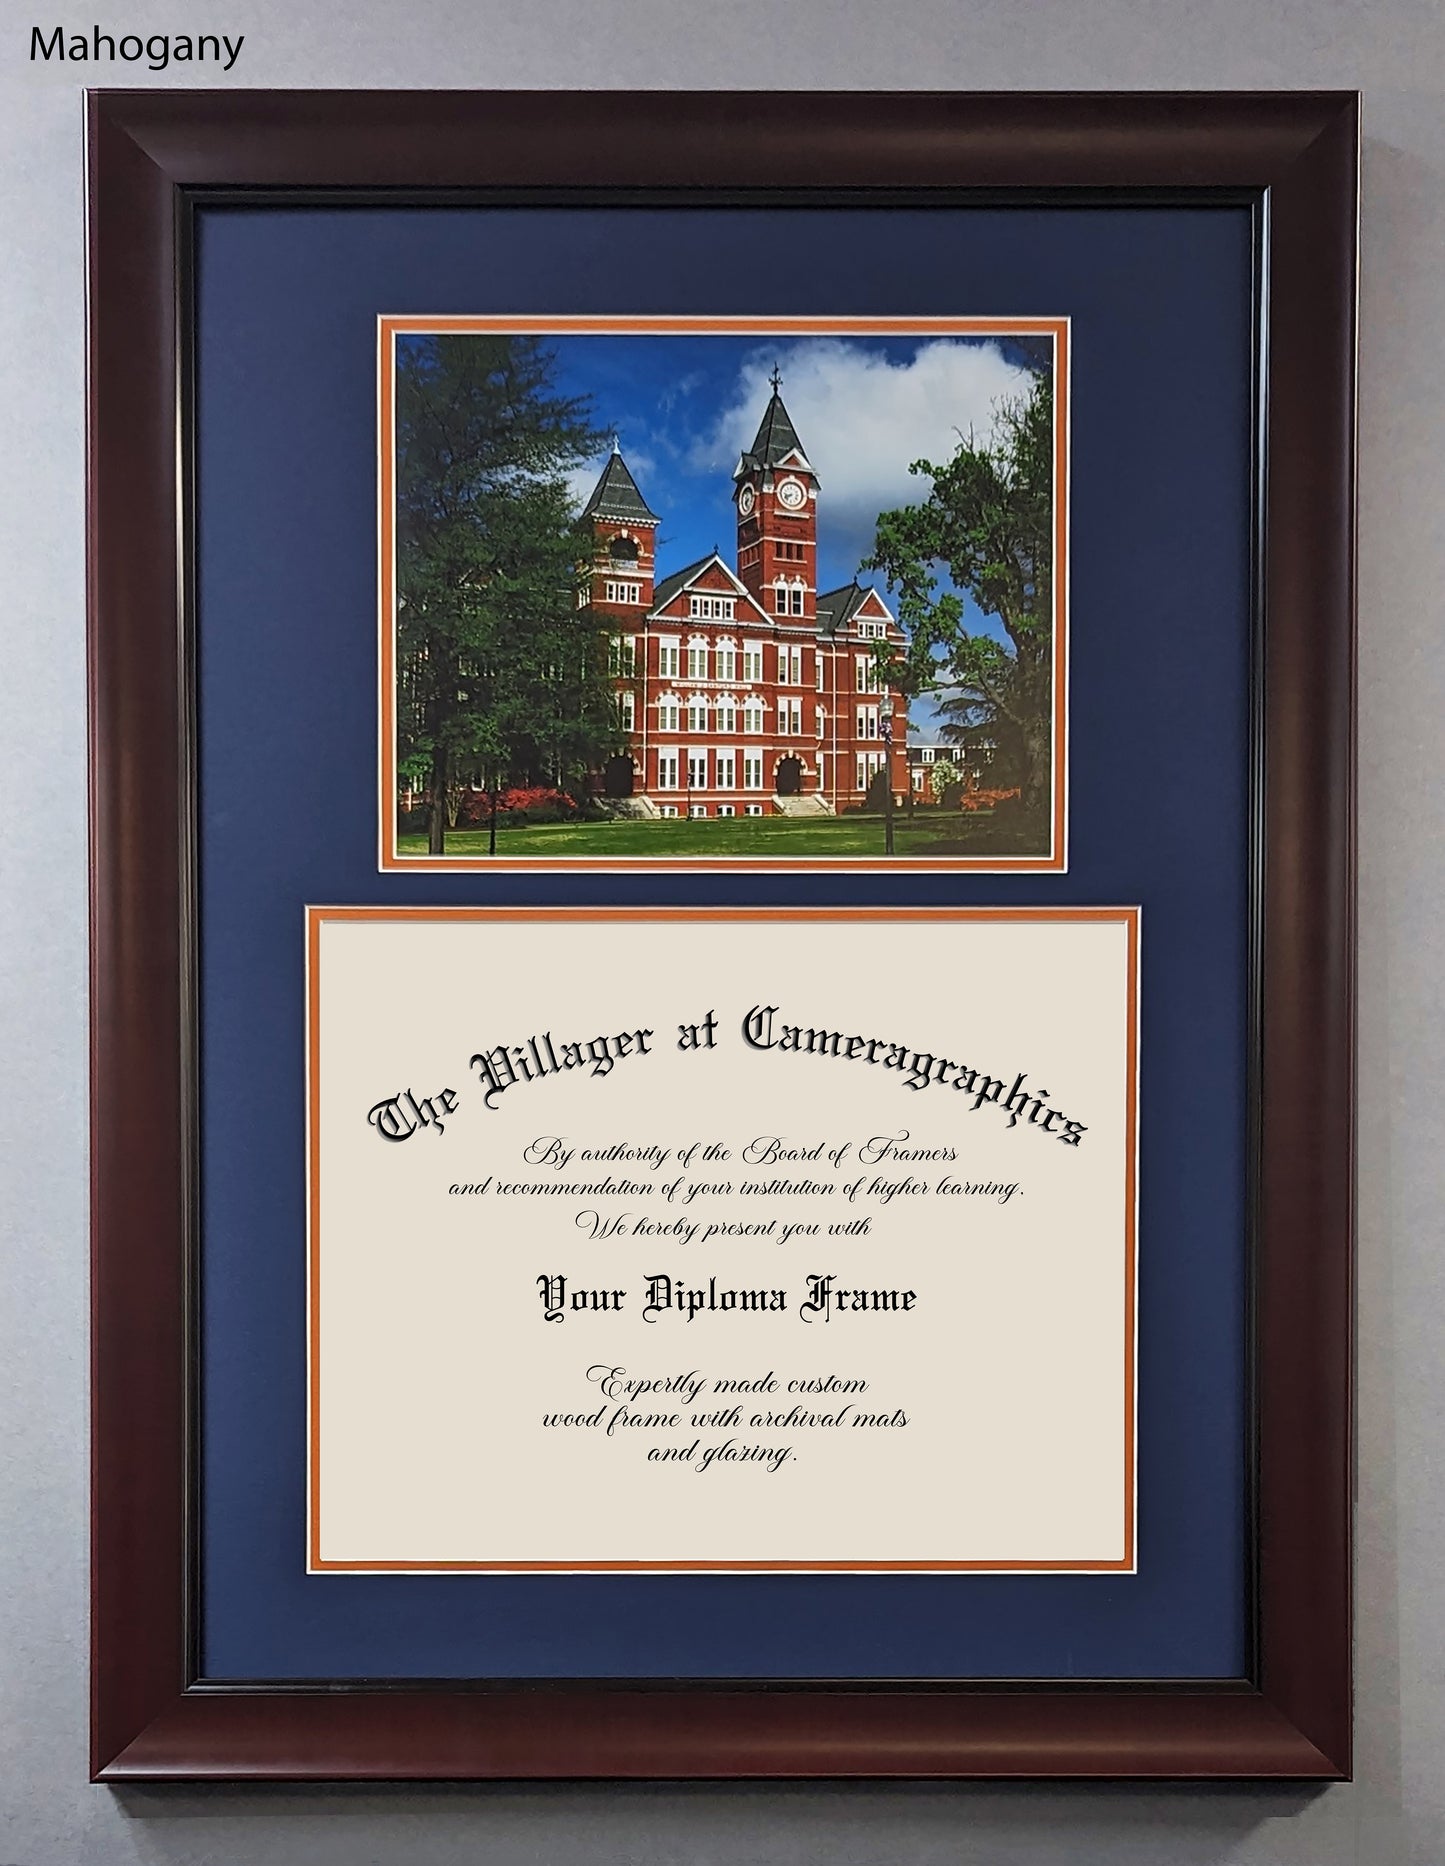 Mahogany
The Villager at Cameragraphics
By authority of the Board of Framers
and recommendation of your institution of higher learning.
We hereby present you with
Your Diploma Frame
Expertly made custom
wood frame with archival mats
and glazing.